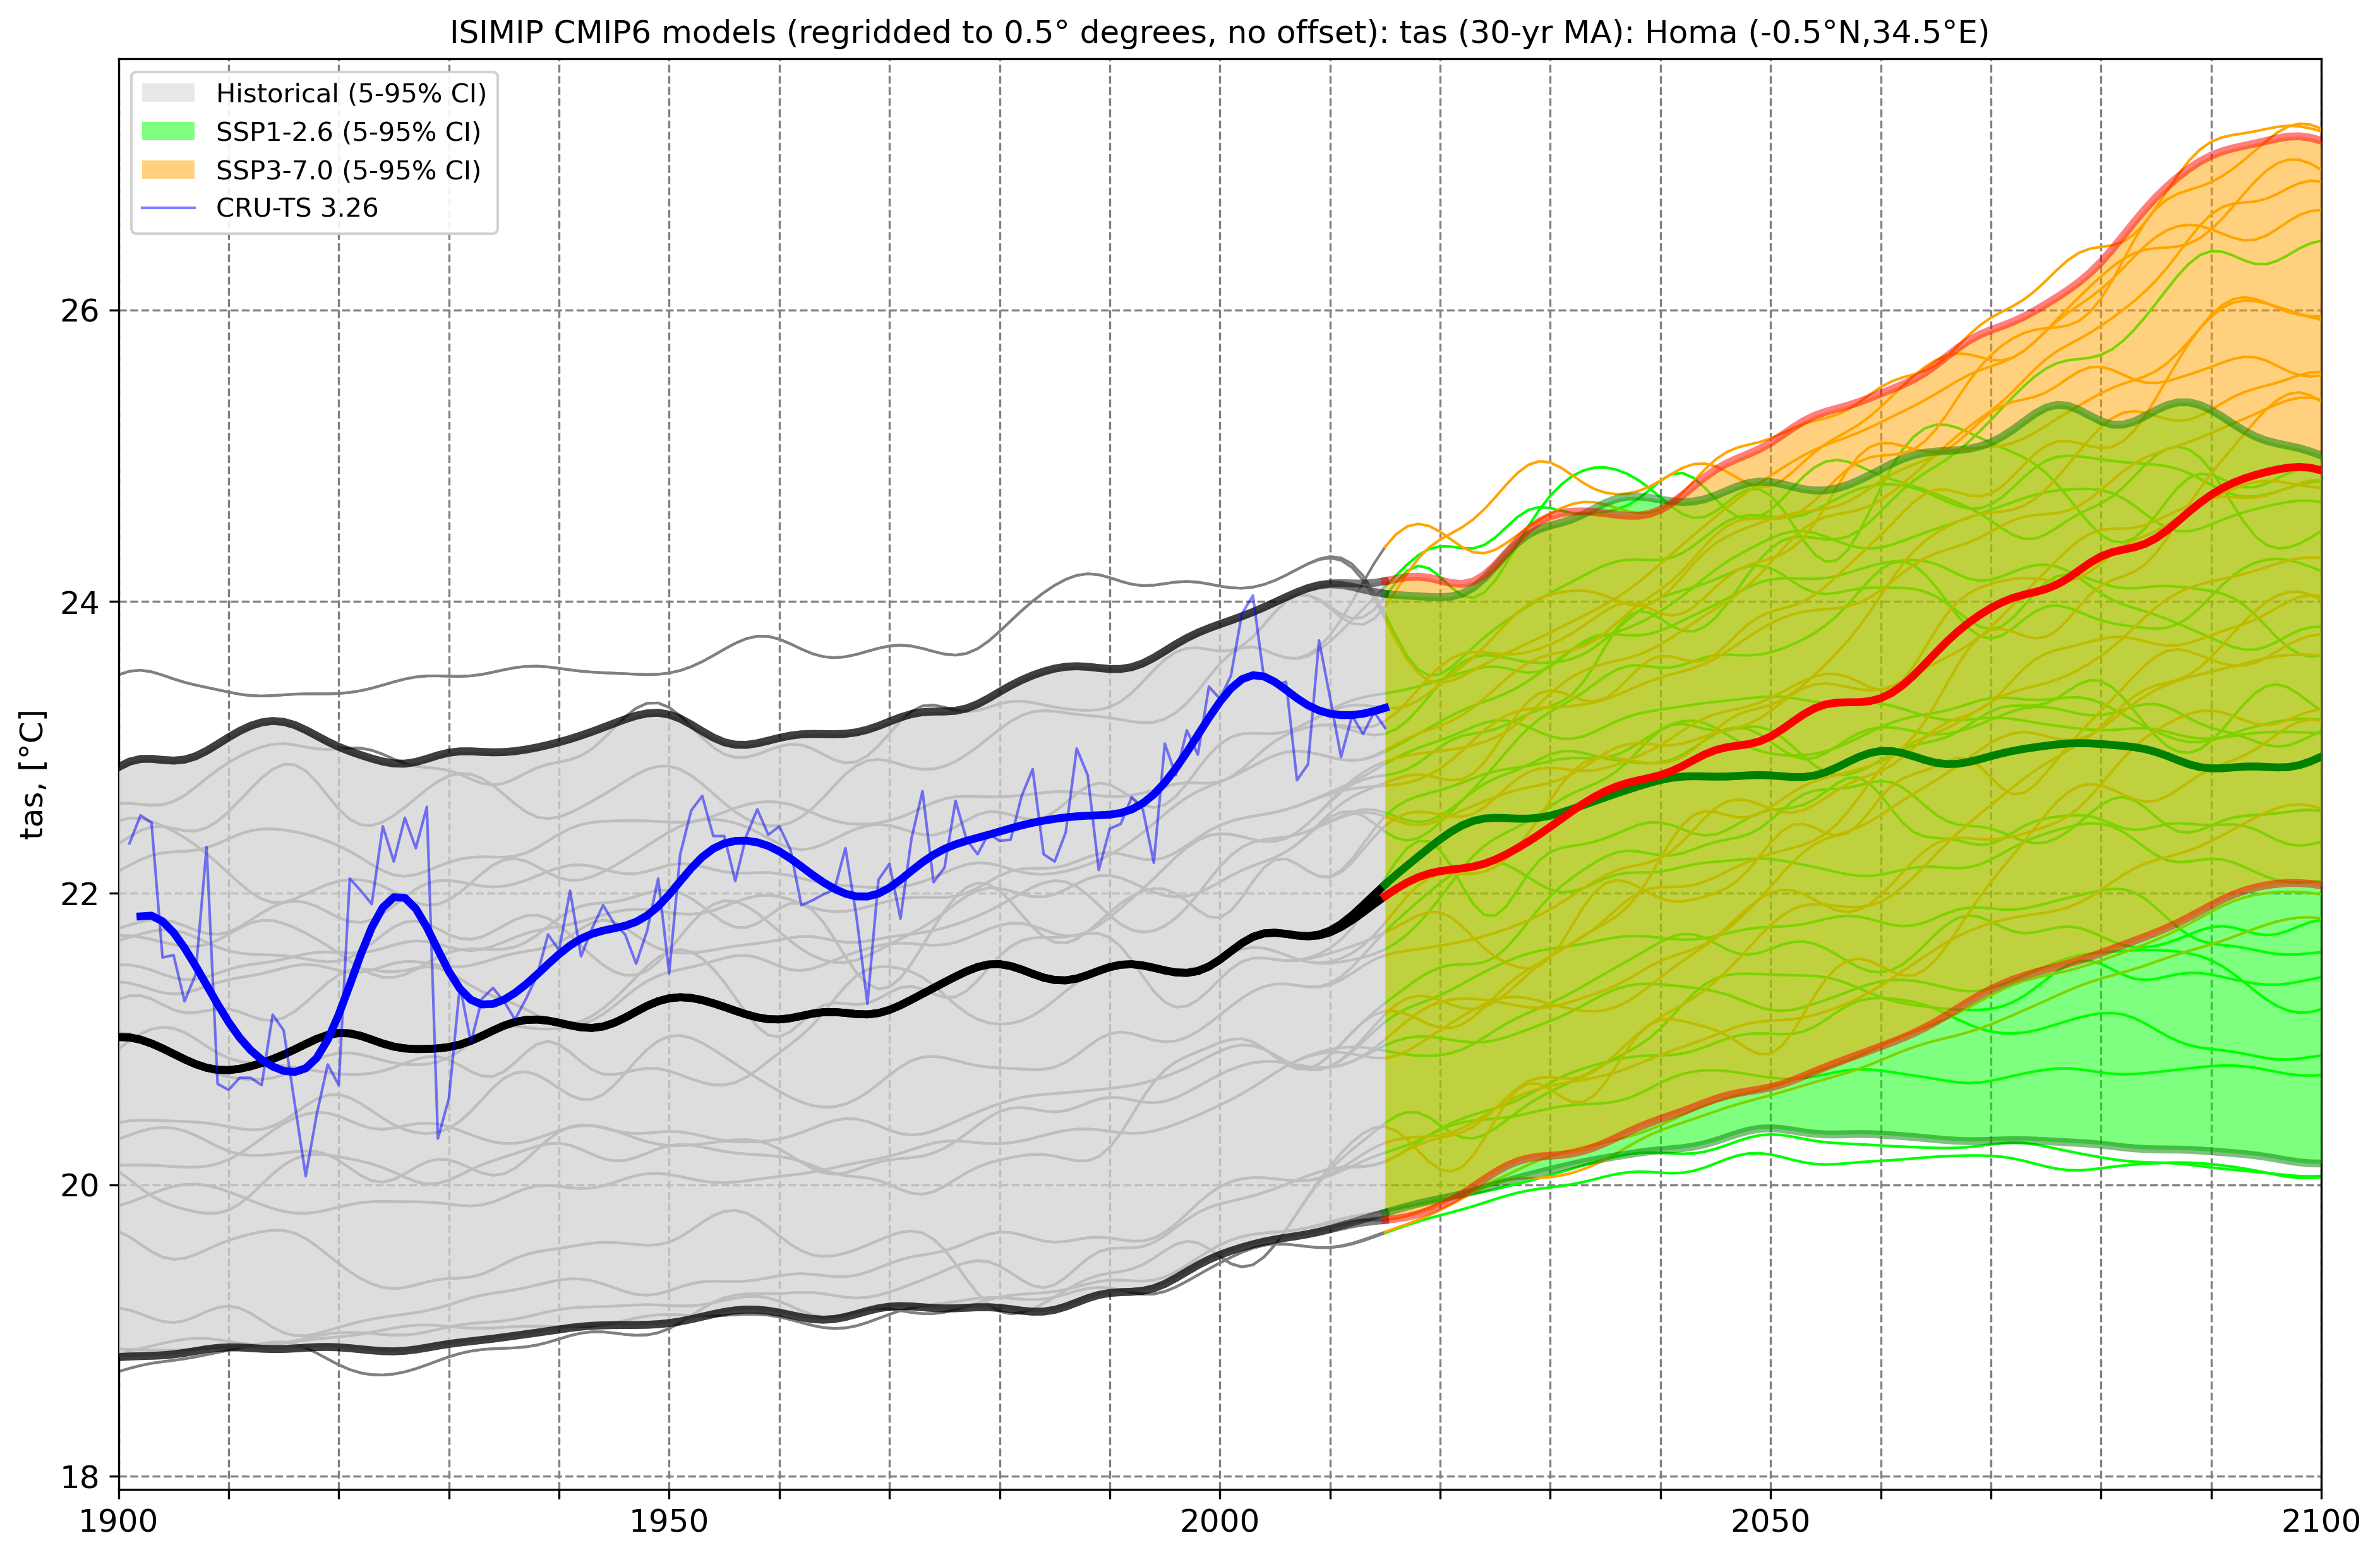 ISIMIP CMIP6 models (regridded to 0.5° degrees, no offset): tas (30-yr MA): Homa (-0.5°N,34.5°E)
Historical (5-95% CI)
SSP1-2.6 (5-95% CI)
SSP3-7.0 (5-95% CI)
CRU-TS 3.26
tas, [°C]
26
24
22
20
18
1900
1950
2000
2050
2100